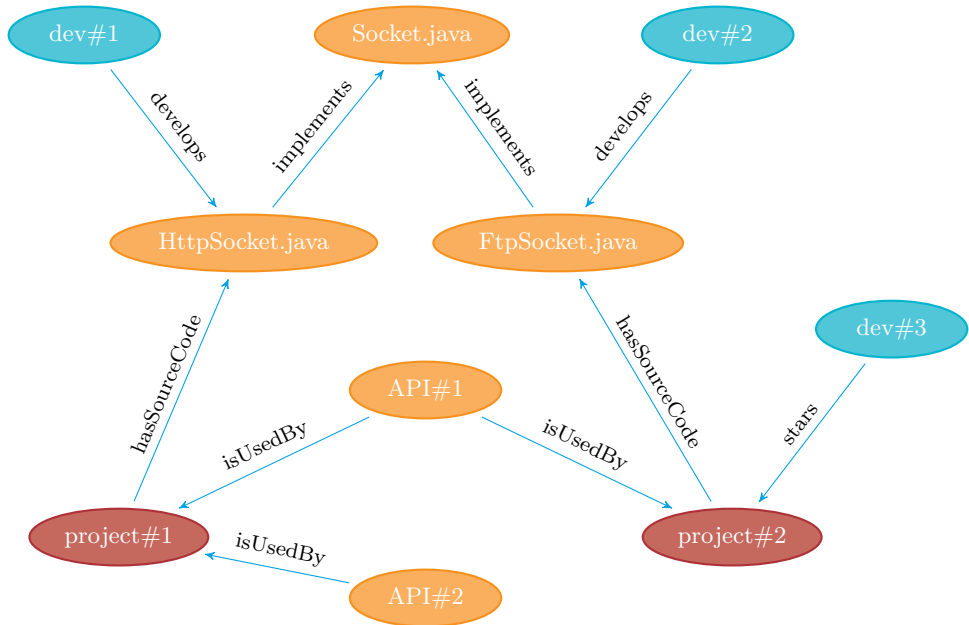 dev#1
Socket.java
dev#2
develops
implements
implements
develops
HttpSocket.java
FtpSocket.java
dev#3
hasSourceCode
hasSourceCode
API#1
stars
isUsedBy
isUsedBy
project#1
project#2
isUsedBy
API#2